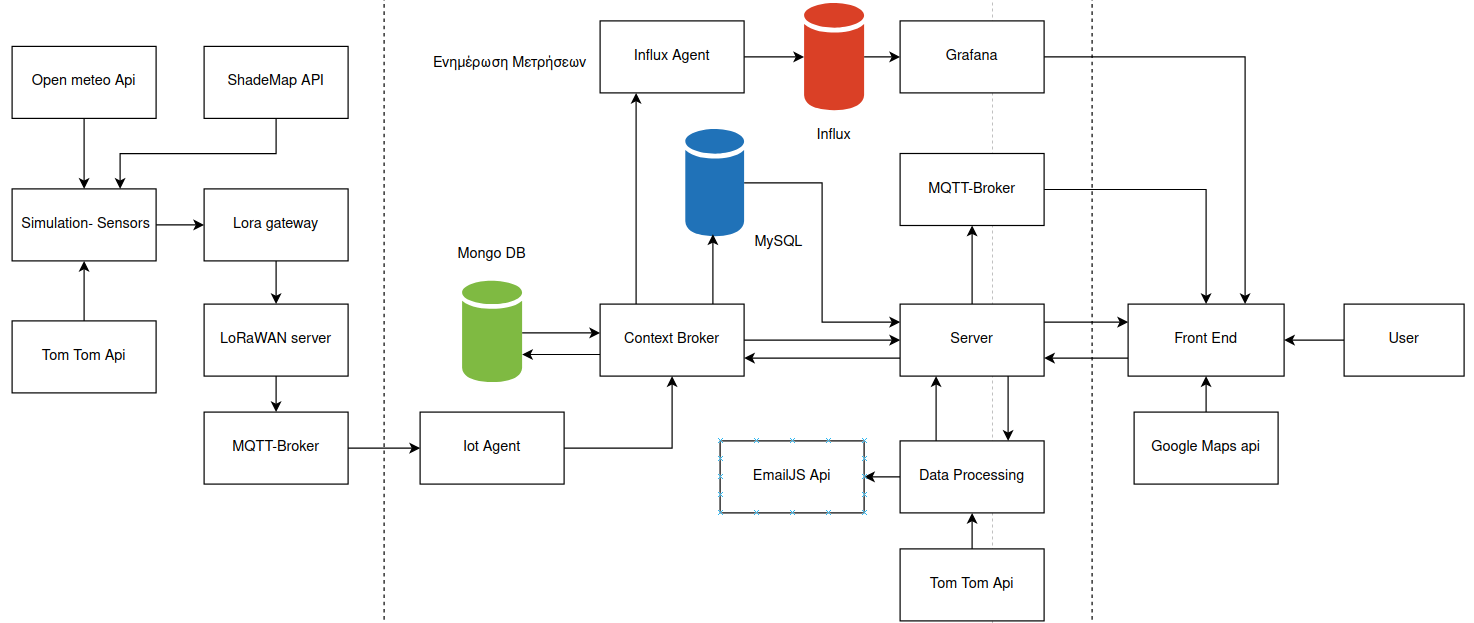 Open meteo Api
ShadeMap API
Simulation- Sensors
Lora gateway
Tom Tom Api
LoRaWAN server
MQTT-Broker
Ενημέρωση Μετρήσεων
Influx Agent
Influx
Grafana
MySQL
MQTT-Broker
Mongo DB
Context Broker
Server
Iot Agent
EmailJS Api
Data Processing
Tom Tom Api
Front End
User
Google Maps api